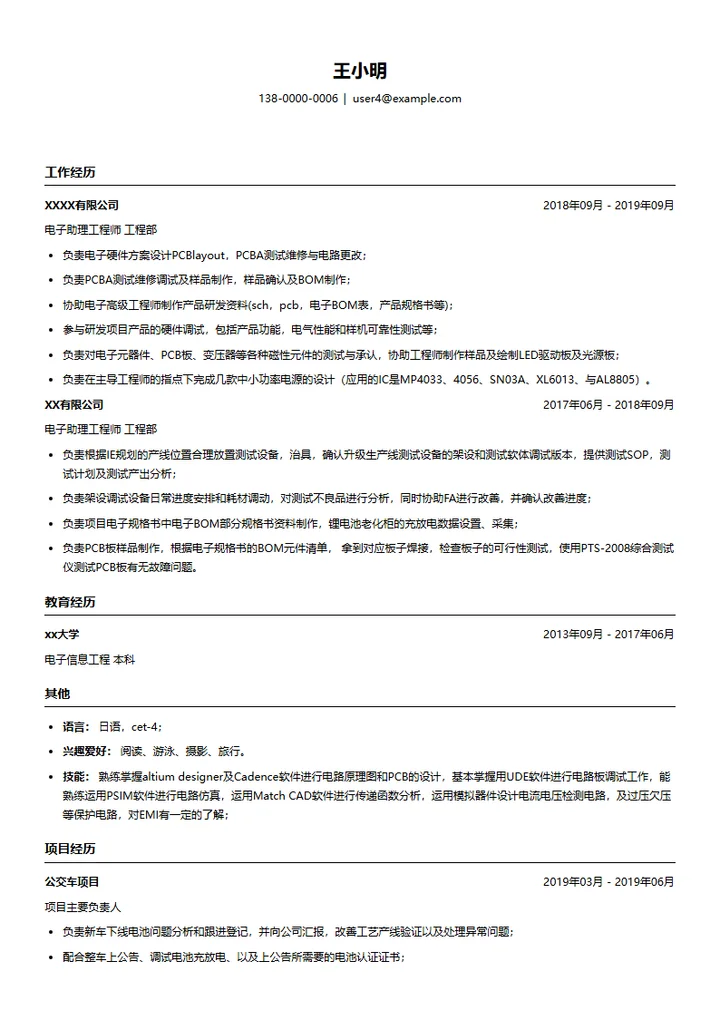 王小明
138-0000-0006 | user4@example.com
工作经历
XXXX有限公司 2018年09月 - 2019年09月
电子助理工程师 工程部
• 负责电子硬件方案设计PCBlayout，PCBA测试维修与电路更改；
• 负责PCBA测试维修调试及样品制作，样品确认及BOM制作；
• 协助电子高级工程师制作产品研发资料(sch，pcb，电子BOM表，产品规格书等)；
• 参与研发项目产品的硬件调试，包括产品功能，电气性能和样机可靠性测试等；
• 负责对电子元器件、PCB板、变压器等各种磁性元件的测试与承认，协助工程师制作样品及绘制LED驱动板及光源板；
• 负责在主导工程师的指点下完成几款中小功率电源的设计（应用的IC是MP4033、4056、SN03A、XL6013、与AL8805）。
XX有限公司 2017年06月 - 2018年09月
电子助理工程师 工程部
• 负责根据IE规划的产线位置合理放置测试设备，治具，确认升级生产线测试设备的架设和测试软体调试版本，提供测试SOP，测
试计划及测试产出分析；
• 负责架设调试设备日常进度安排和耗材调动，对测试不良品进行分析，同时协助FA进行改善，并确认改善进度；
• 负责项目电子规格书中电子BOM部分规格书资料制作，锂电池老化柜的充放电数据设置、采集；
• 负责PCB板样品制作，根据电子规格书的BOM元件清单， 拿到对应板子焊接，检查板子的可行性测试，使用PTS-2008综合测试
仪测试PCB板有无故障问题。
教育经历
xx大学 2013年09月 - 2017年06月
电子信息工程 本科
其他
• 语言： 日语，cet-4；
• 兴趣爱好： 阅读、游泳、摄影、旅行。
• 技能： 熟练掌握altium designer及Cadence软件进行电路原理图和PCB的设计，基本掌握用UDE软件进行电路板调试工作，能
熟练运用PSIM软件进行电路仿真，运用Match CAD软件进行传递函数分析，运用模拟器件设计电流电压检测电路，及过压欠压
等保护电路，对EMI有一定的了解；
项目经历
公交车项目 2019年03月 - 2019年06月
项目主要负责人
• 负责新车下线电池问题分析和跟进登记，并向公司汇报，改善工艺产线验证以及处理异常问题；
• 配合整车上公告、调试电池充放电、以及上公告所需要的电池认证证书；